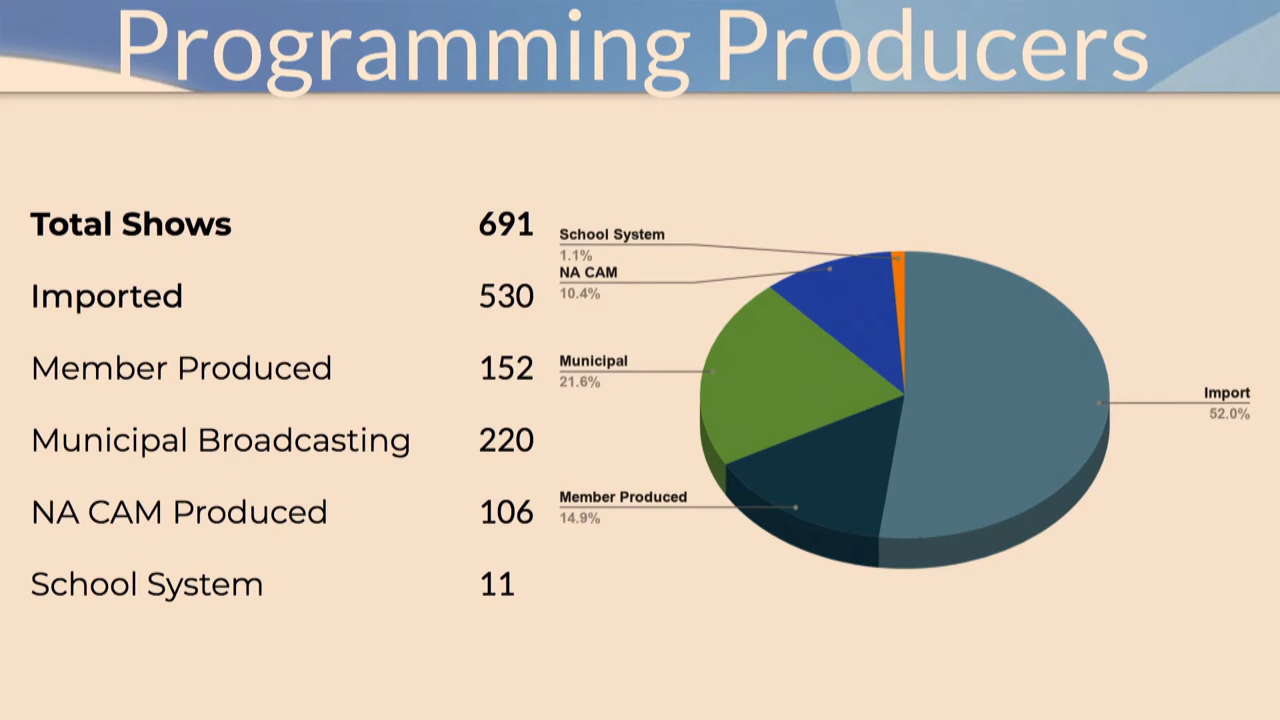 Programming Producers
Total Shows 691
Imported 530
Member Produced 152
Municipal Broadcasting 220
NA CAM Produced 106
School System 11
School System
1.1%
NA CAM
10.4%
Municipal
21.6%
Member Produced
14.9%
Import
52.0%